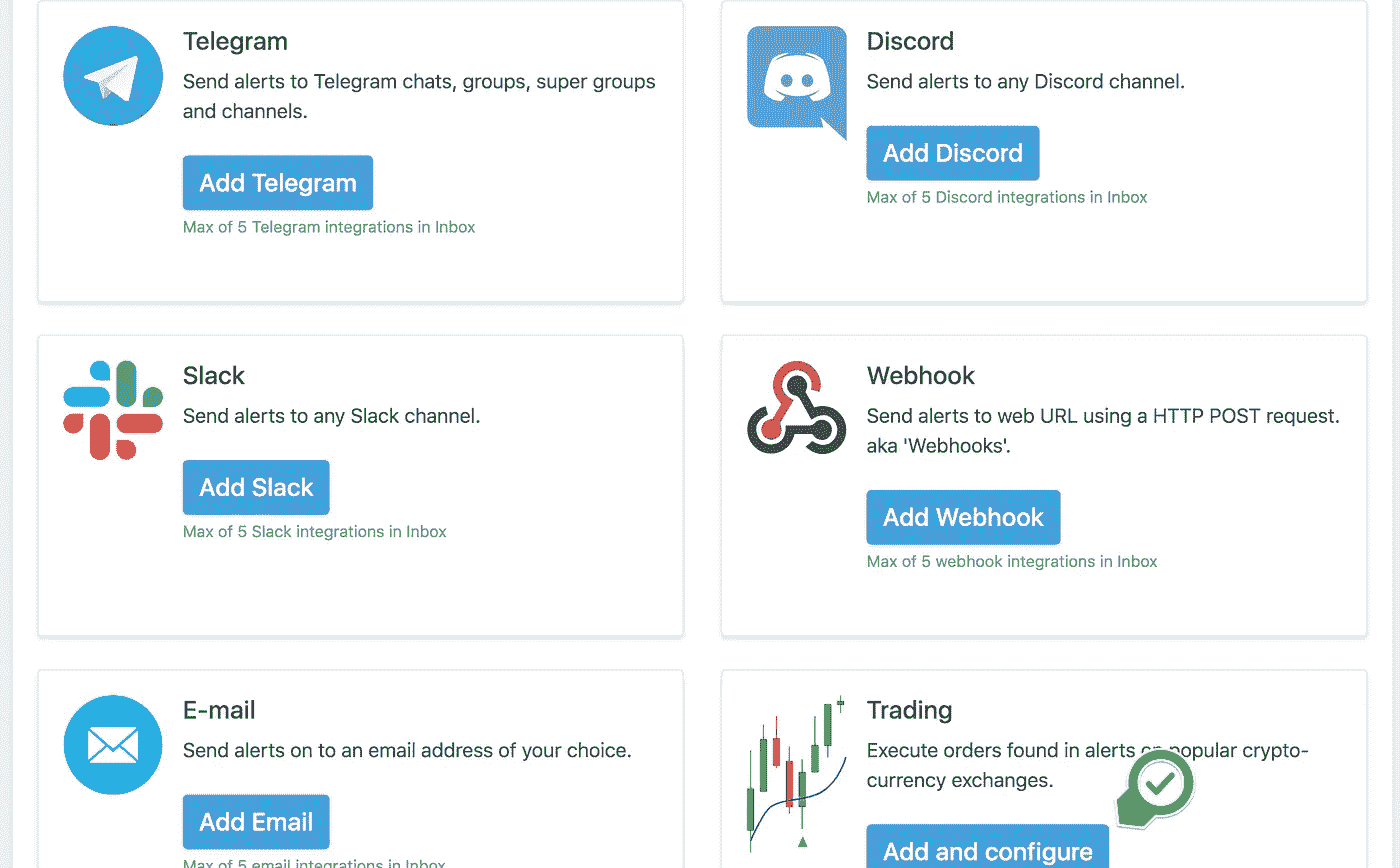 Telegram
Send alerts to Telegram chats, groups, super groups
and channels.
Add Telegram
Max of 5 Telegram integrations in Inbox
Discord
Send alerts to any Discord channel.
Add Discord
Max of 5 Discord integrations in Inbox
Slack
Send alerts to any Slack channel.
Add Slack
Max of 5 Slack integrations in Inbox
Webhook
Send alerts to web URL using a HTTP POST request.
aka 'Webhooks'.
Add Webhook
Max of 5 webhook integrations in Inbox
E-mail
Send alerts on to an email address of your choice.
Add Email
Max of 5 email integrations in Inbox
Trading
Execute orders found in alerts on popular crypto-
currency exchanges.
Add and configure